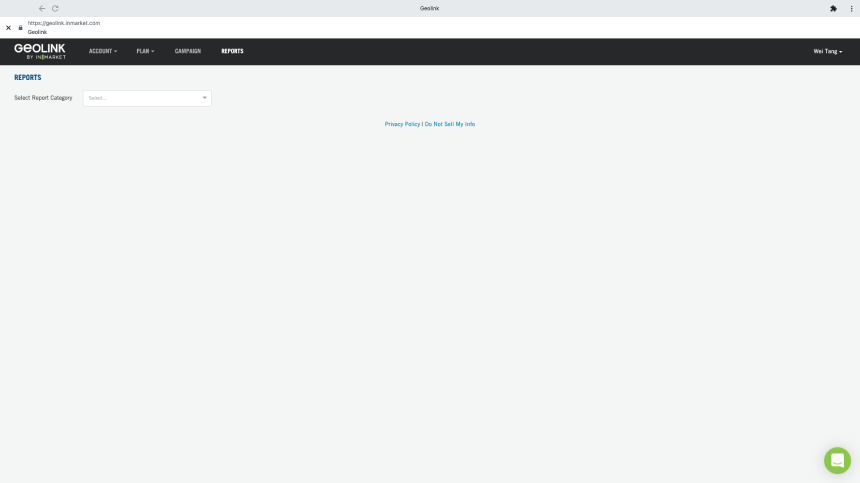 Geolink
https://geolink.inmarket.com
Geolink
GEOLINK
BY INMARKET
ACCOUNT
PLAN
CAMPAIGN
REPORTS
Wei Tang
REPORTS
Select Report Category
Select...
Privacy Policy | Do Not Sell My Info